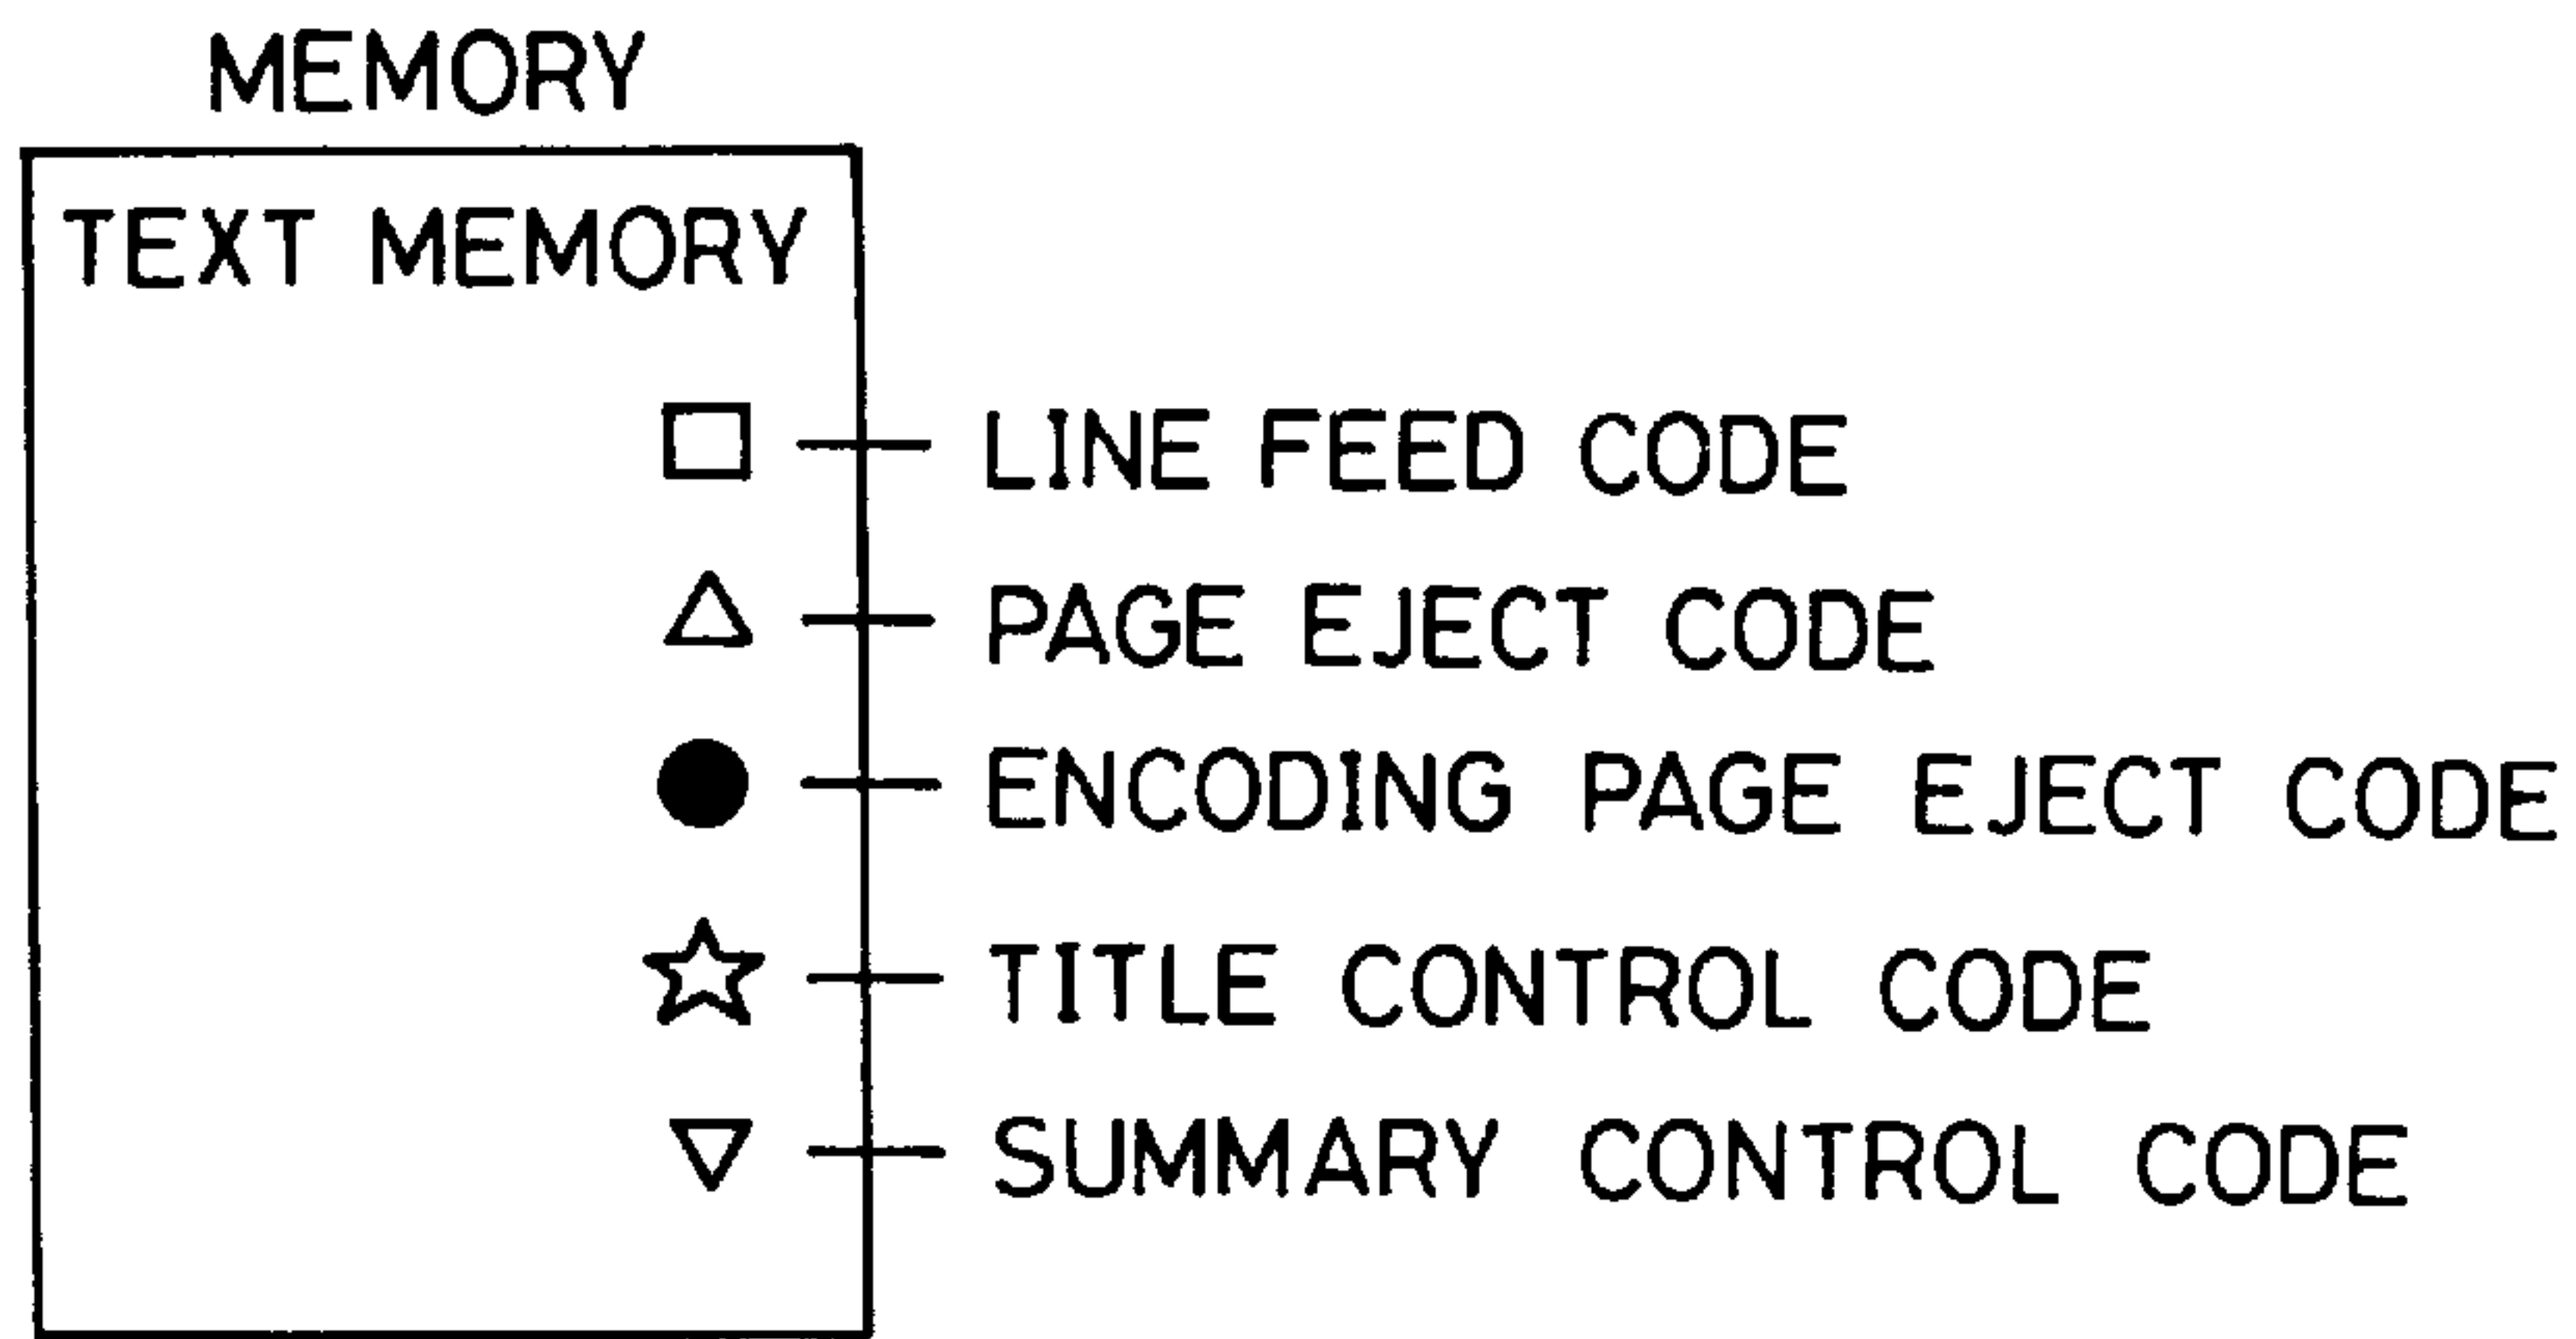 MEMORY
TEXT MEMORY
LINE FEED CODE
PAGE EJECT CODE
ENCODING PAGE EJECT CODE
TITLE CONTROL CODE
SUMMARY CONTROL CODE